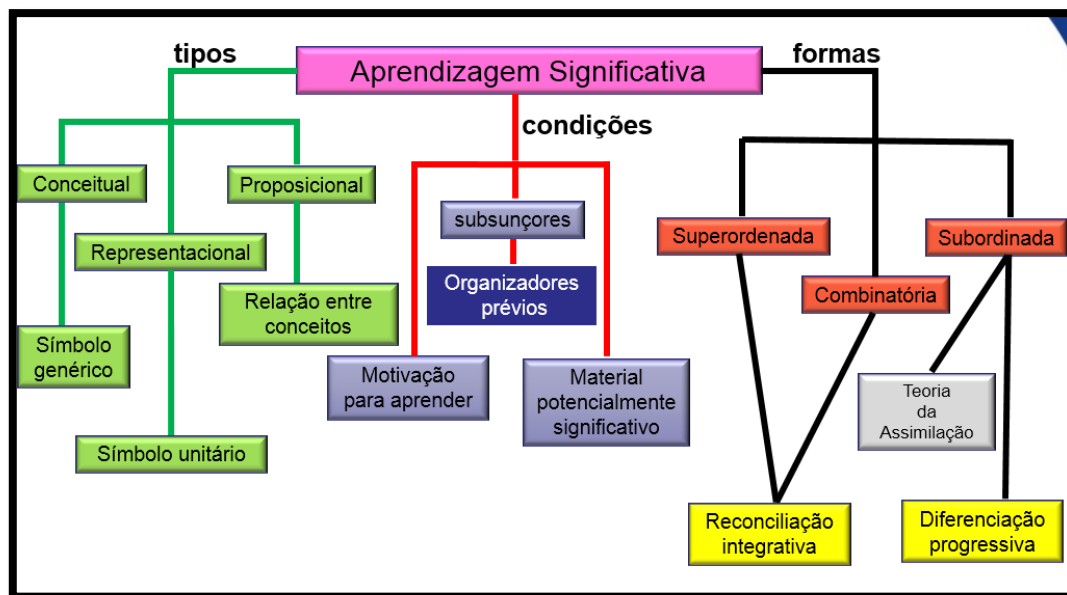 tipos
Aprendizagem Significativa
formas
condições
Conceitual
Proposicional
Representacional
Relação entre
conceitos
Símbolo
genérico
Símbolo unitário
subsunçores
Organizadores
prévios
Motivação
para aprender
Material
potencialmente
significativo
Superordenada
Subordinada
Combinatória
Teoria
da
Assimilação
Reconciliação
integrativa
Diferenciação
progressiva